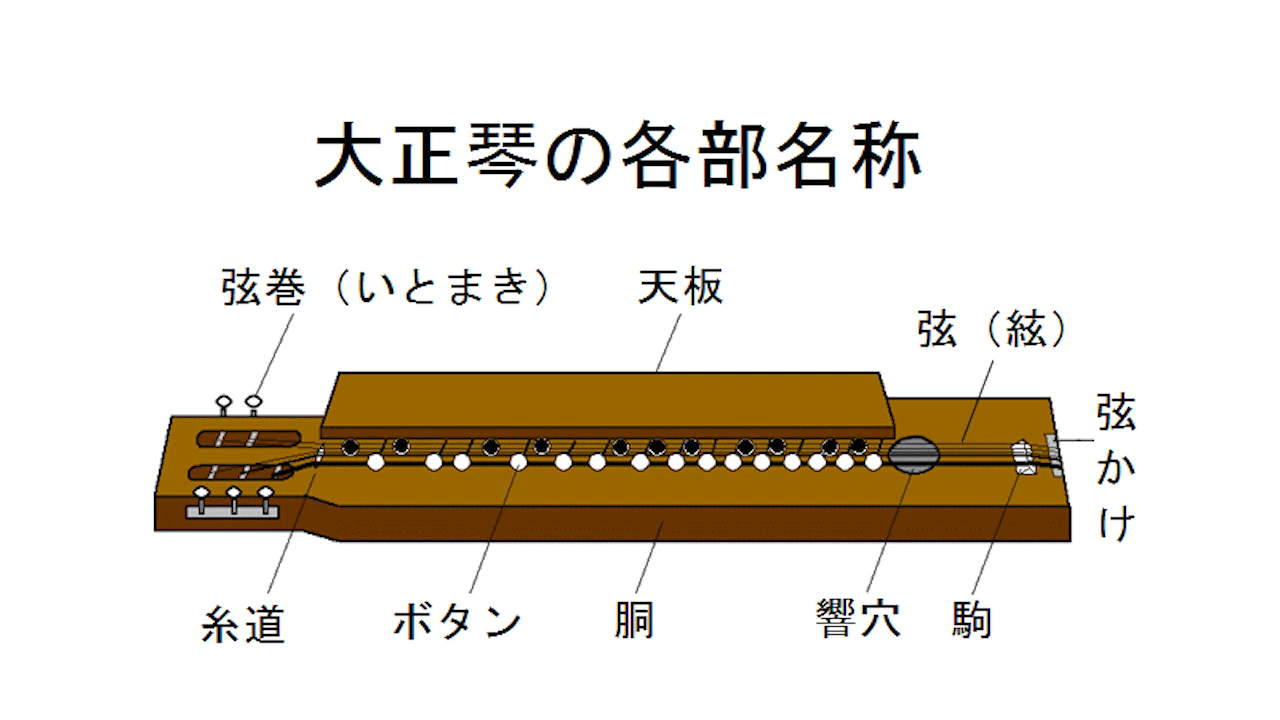 大正琴の各部名称
弦巻（いとまき）
天板
弦（絃）
弦かけ
糸道
ボタン
胴
響穴
駒